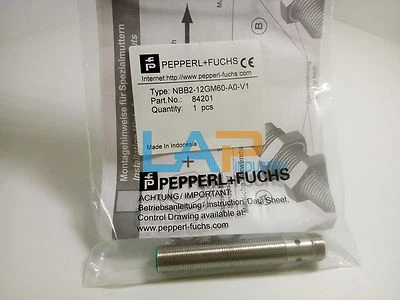 PEPPERL+FUCHS CE
Internet:http://www.pepperl-fuchs.com
Type: NBB2-12GM60-A0-V1
Part.No.: 84201
Quantity: 1 pcs
Made in Indonesia
LAP
INDUSTRIAL
PEPPERL+FUCHS
ACHTUNG / IMPORTANT:
Betriebsanleitung / Instruction, Data Sheet,
Control Drawing available at:
www.pepperl-fuchs.com
Montagehinweise für Spezialmuttern